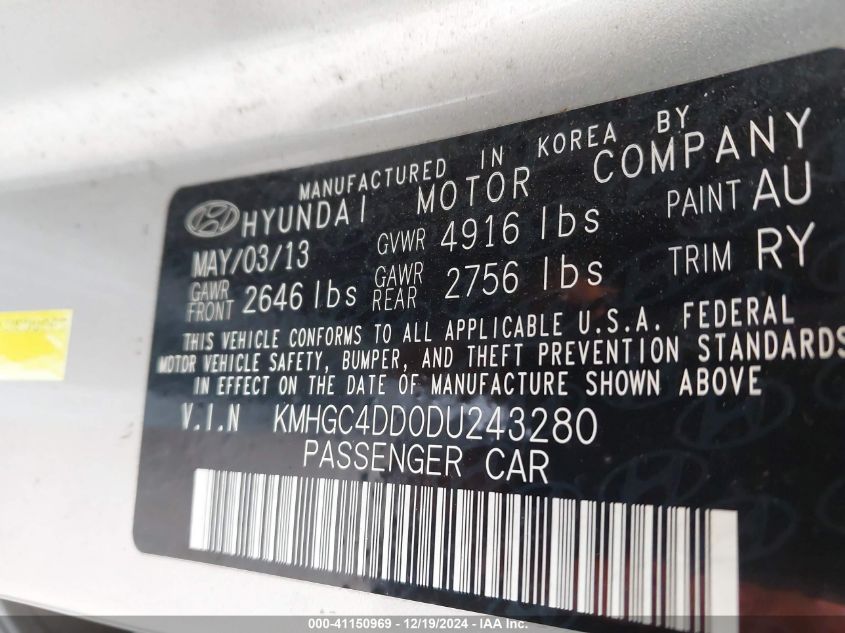 MANUFACTURED IN KOREA BY
HYUNDAI MOTOR COMPANY
MAY/03/13 GVWR 4916 lbs PAINT AU
GAWR FRONT 2646 lbs GAWR REAR 2756 lbs TRIM RY
THIS VEHICLE CONFORMS TO ALL APPLICABLE U.S.A. FEDERAL
MOTOR VEHICLE SAFETY, BUMPER, AND THEFT PREVENTION STANDARDS
IN EFFECT ON THE DATE OF MANUFACTURE SHOWN ABOVE
V.I.N KMHGC4DD0DU243280
PASSENGER CAR
000-41150969 - 12/19/2024 - IAA Inc.